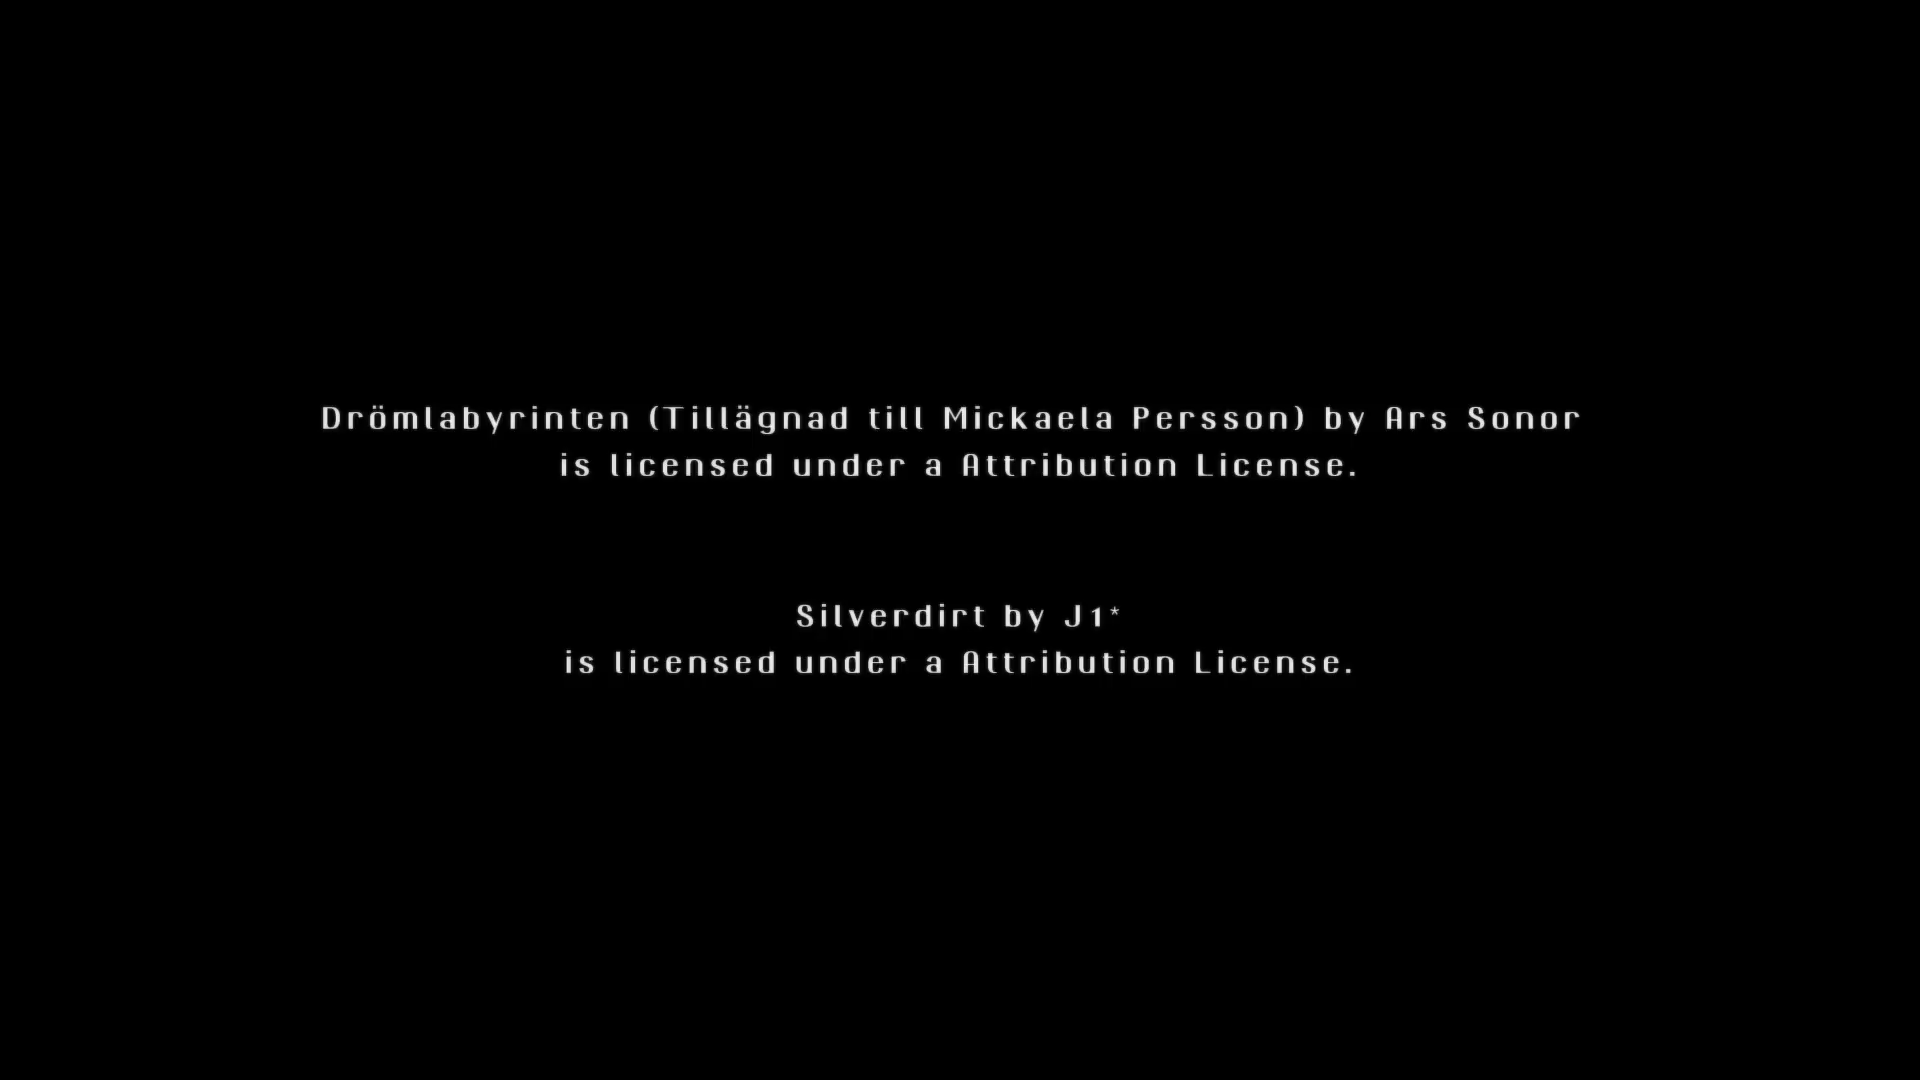 Drömlabyrinten (Tillägnad till Mickaela Persson) by Ars Sonor
is licensed under a Attribution License.
Silverdirt by J1*
is licensed under a Attribution License.